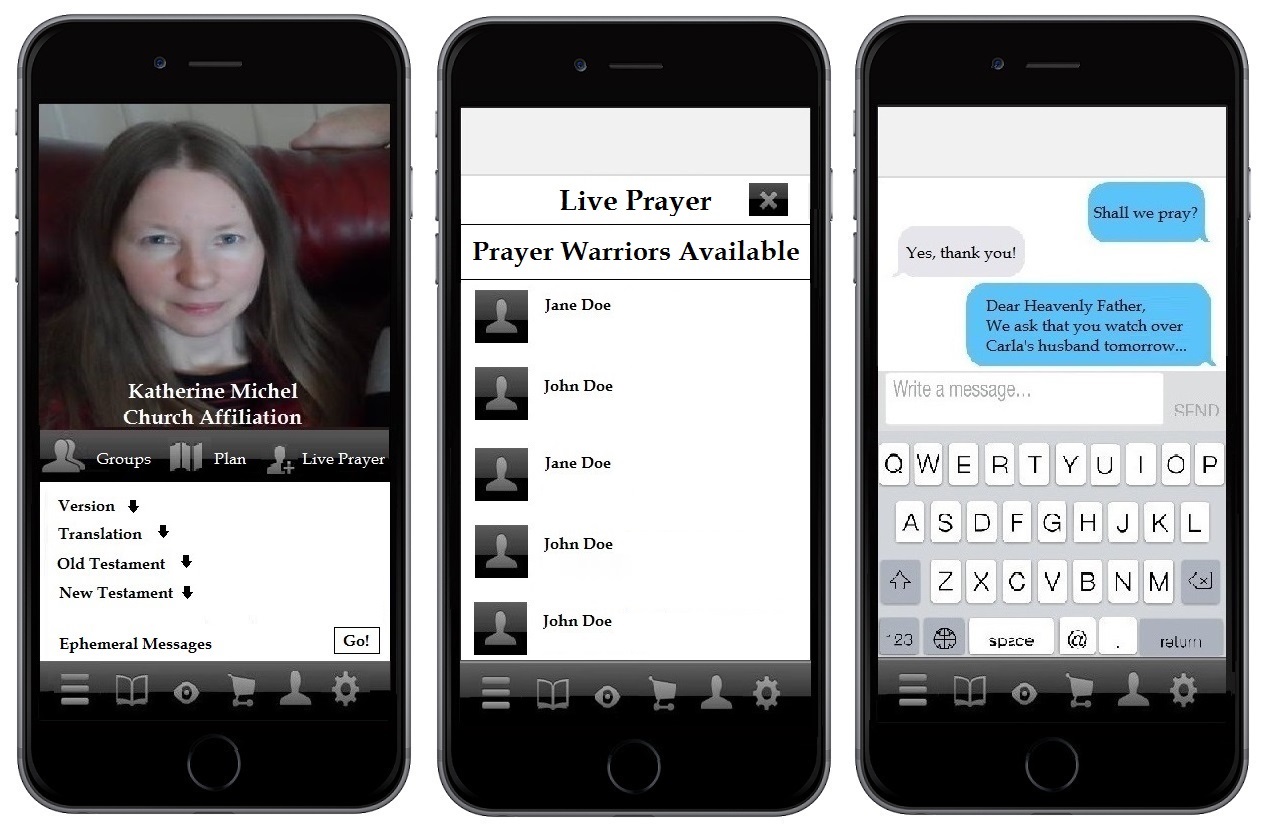 Katherine Michel
Church Affiliation
Groups Plan Live Prayer
Version
Translation
Old Testament
New Testament
Ephemeral Messages Go!
Live Prayer
Prayer Warriors Available
Jane Doe
John Doe
Jane Doe
John Doe
John Doe
Shall we pray?
Yes, thank you!
Dear Heavenly Father,
We ask that you watch over
Carla's husband tomorrow...
Write a message...
SEND
Q W E R T Y U I O P
A S D F G H J K L
Z X C V B N M
123 space @ . return